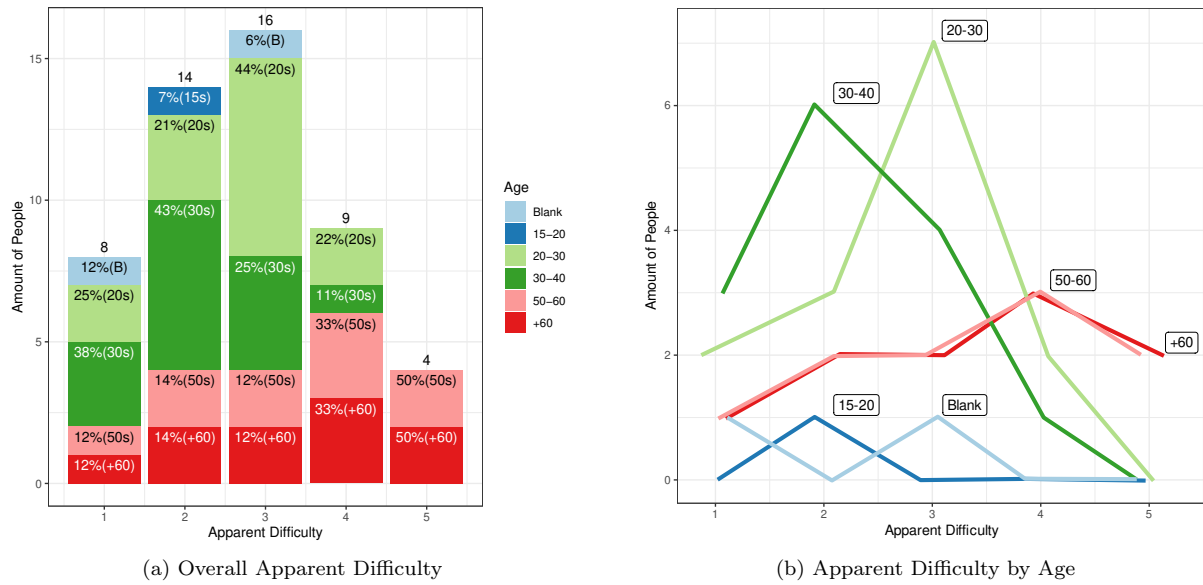 16
6%(B)
44%(20s)
25%(30s)
12%(50s)
12%(+60)
14
7%(15s)
21%(20s)
43%(30s)
14%(50s)
14%(+60)
8
12%(B)
25%(20s)
38%(30s)
12%(50s)
12%(+60)
9
22%(20s)
11%(30s)
33%(50s)
33%(+60)
4
50%(50s)
50%(+60)
15
10
5
0
Amount of People
1 2 3 4 5
Apparent Difficulty
Age
Blank
15−20
20−30
30−40
50−60
+60
(a) Overall Apparent Difficulty
20-30
30-40
50-60
+60
15-20
Blank
6
4
2
0
Amount of People
1 2 3 4 5
Apparent Difficulty
(b) Apparent Difficulty by Age